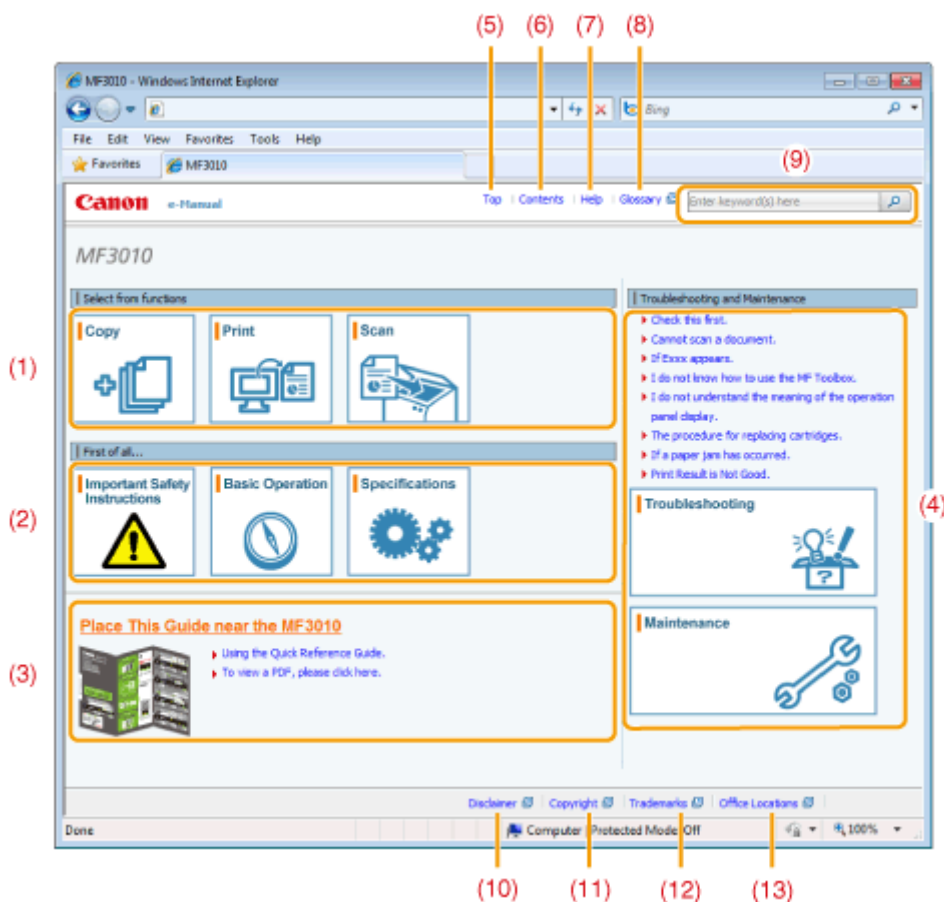 (5) (6) (7) (8)
MF3010 - Windows Internet Explorer
Bing
File Edit View Favorites Tools Help
Favorites MF3010
(9)
Canon e-Manual Top Contents Help Glossary Enter keyword(s) here
MF3010
Select from functions
Copy Print Scan
(1)
First of all...
Important Safety Instructions
Basic Operation
Specifications
(2)
Place This Guide near the MF3010
Using the Quick Reference Guide.
To view a PDF, please click here.
(3)
Troubleshooting and Maintenance
Check this first.
Cannot scan a document.
If Exxx appears.
I do not know how to use the MF Toolbox.
I do not understand the meaning of the operation
panel display.
The procedure for replacing cartridges.
If a paper jam has occurred.
Print Result is Not Good.
Troubleshooting
(4)
Maintenance
Disclaimer Copyright Trademarks Office Locations
Done Computer | Protected Mode: Off 100%
(10) (11) (12) (13)